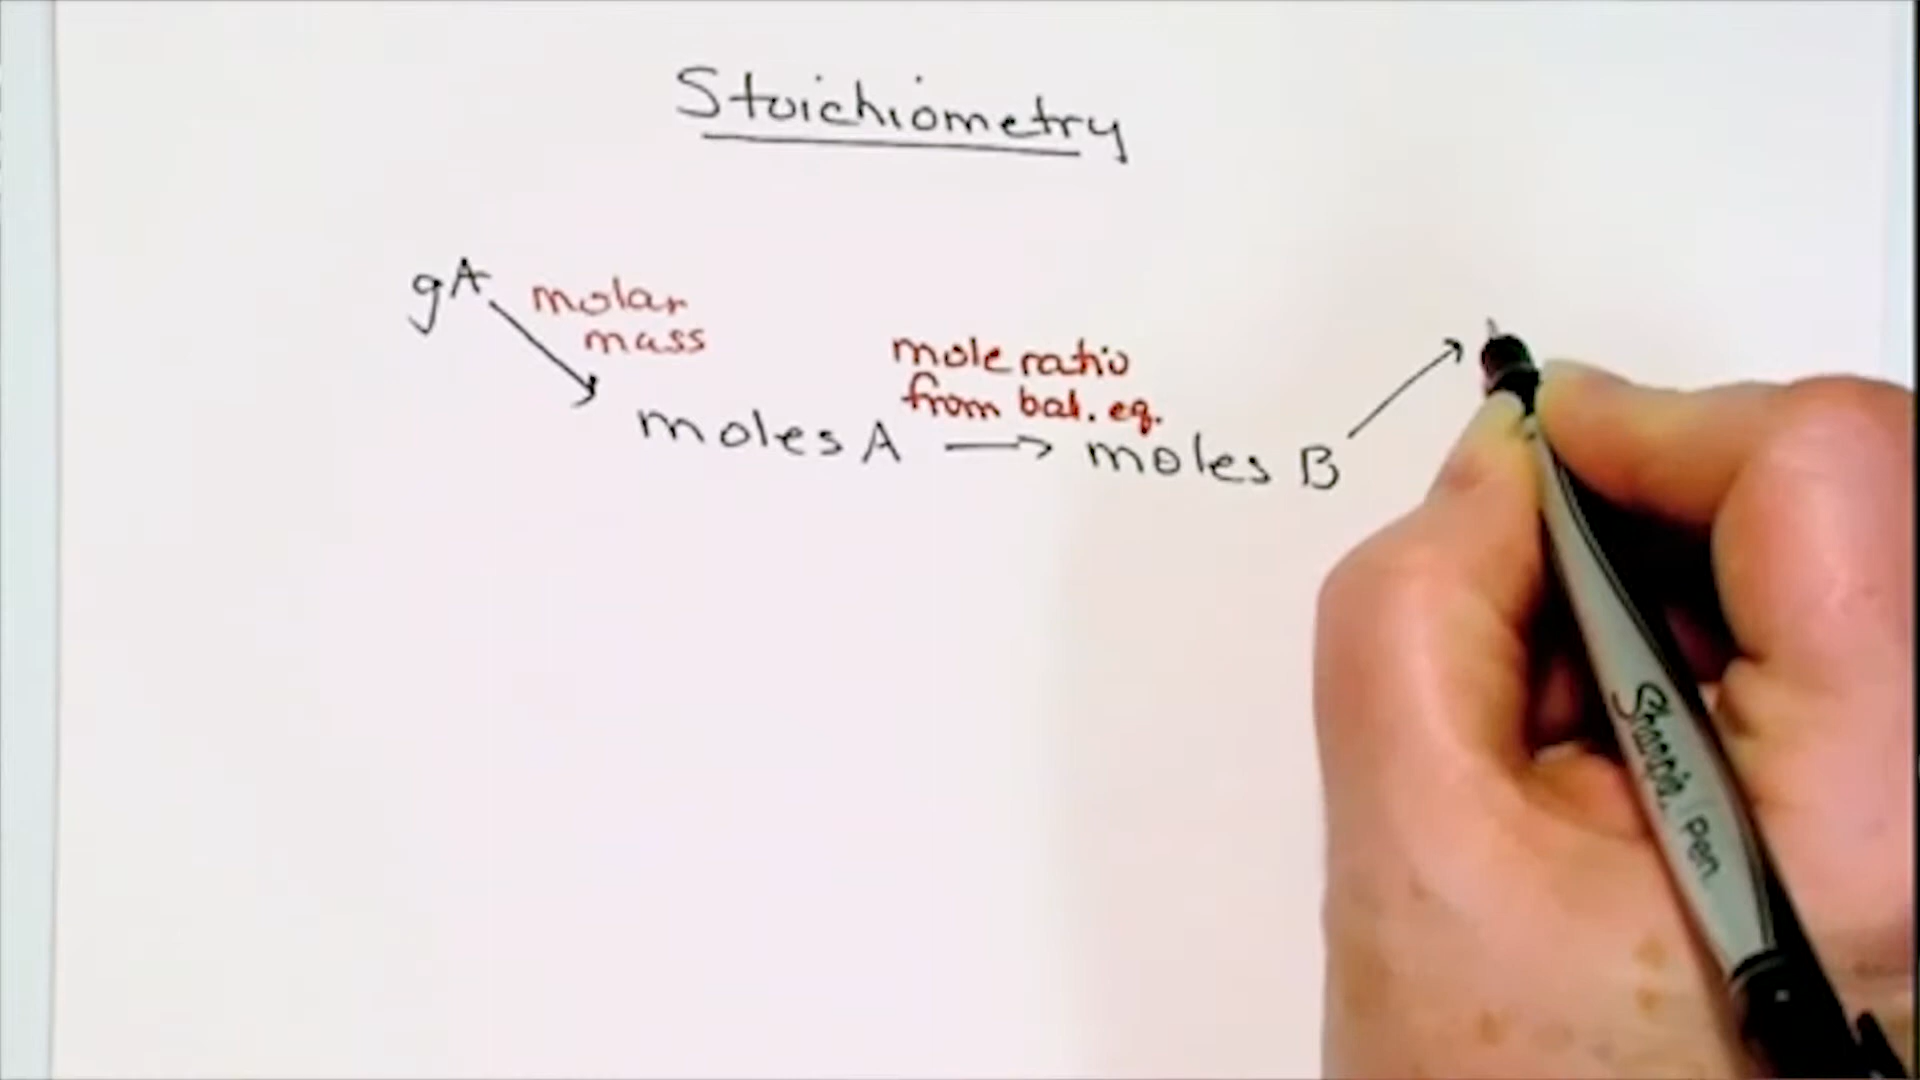 Stoichiometry
gA molar
mass
mole ratio
from bal. eq.
moles A → moles B
Sharpie Pen